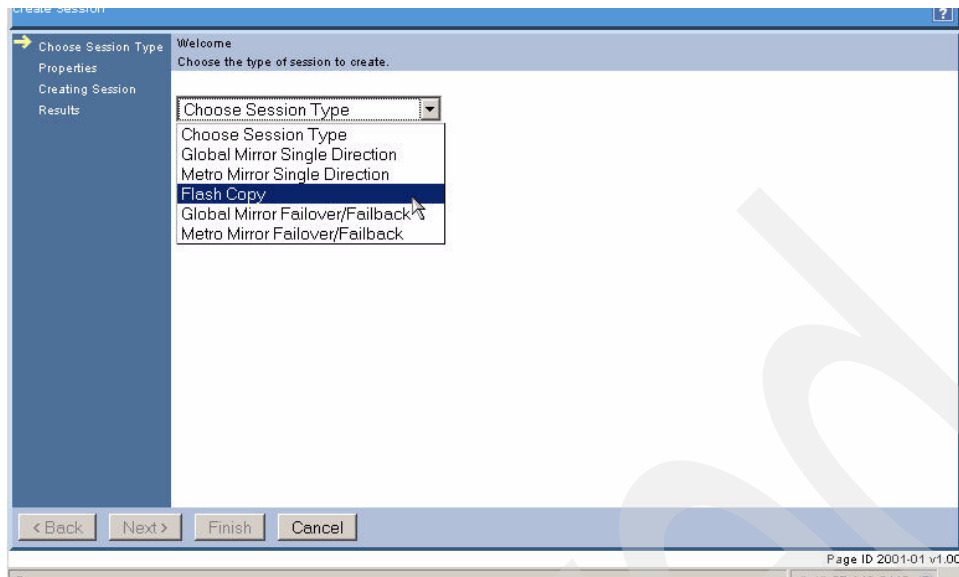 Create Session
?
Choose Session Type
Properties
Creating Session
Results
Welcome
Choose the type of session to create.
Choose Session Type
Choose Session Type
Global Mirror Single Direction
Metro Mirror Single Direction
Flash Copy
Global Mirror Failover/Failback
Metro Mirror Failover/Failback
< Back
Next >
Finish
Cancel
Page ID 2001-01 v1.00